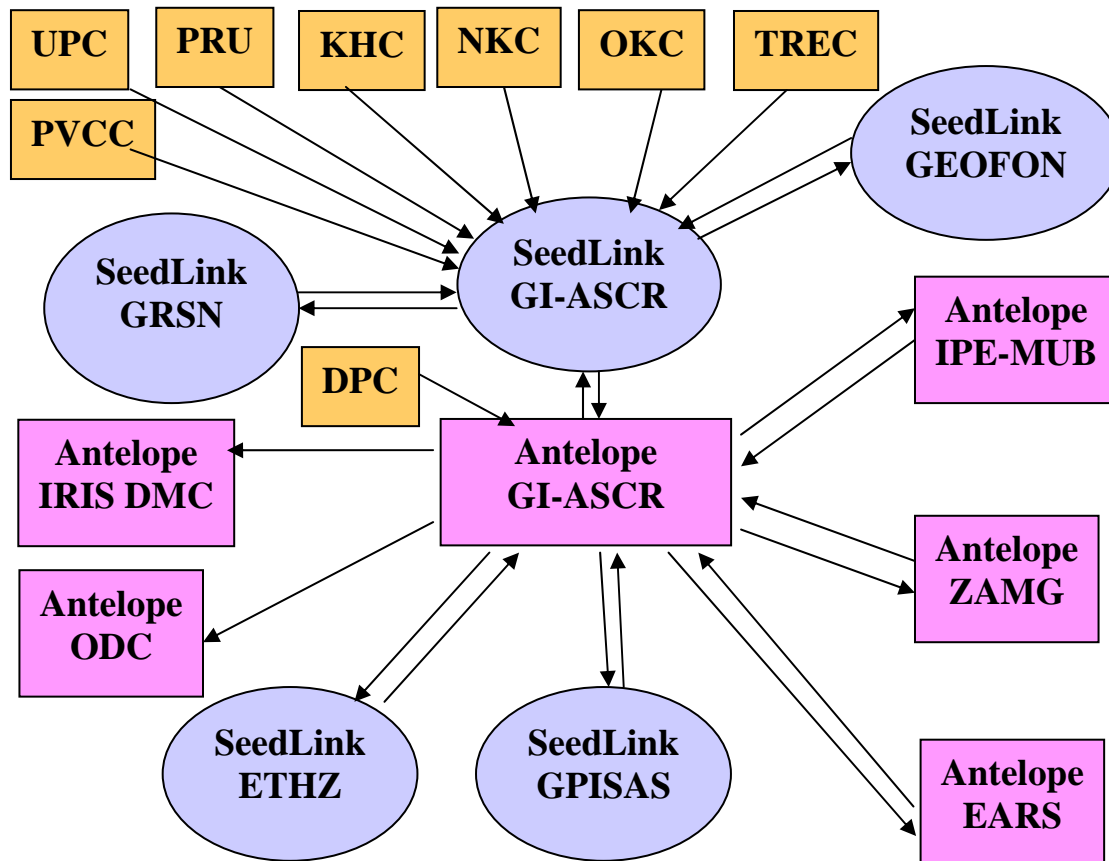 UPC
PRU
KHC
NKC
OKC
TREC
PVCC
SeedLink
GEOFON
SeedLink
GRSN
SeedLink
GI-ASCR
Antelope
IPE-MUB
DPC
Antelope
IRIS DMC
Antelope
GI-ASCR
Antelope
ZAMG
Antelope
ODC
SeedLink
ETHZ
SeedLink
GPISAS
Antelope
EARS